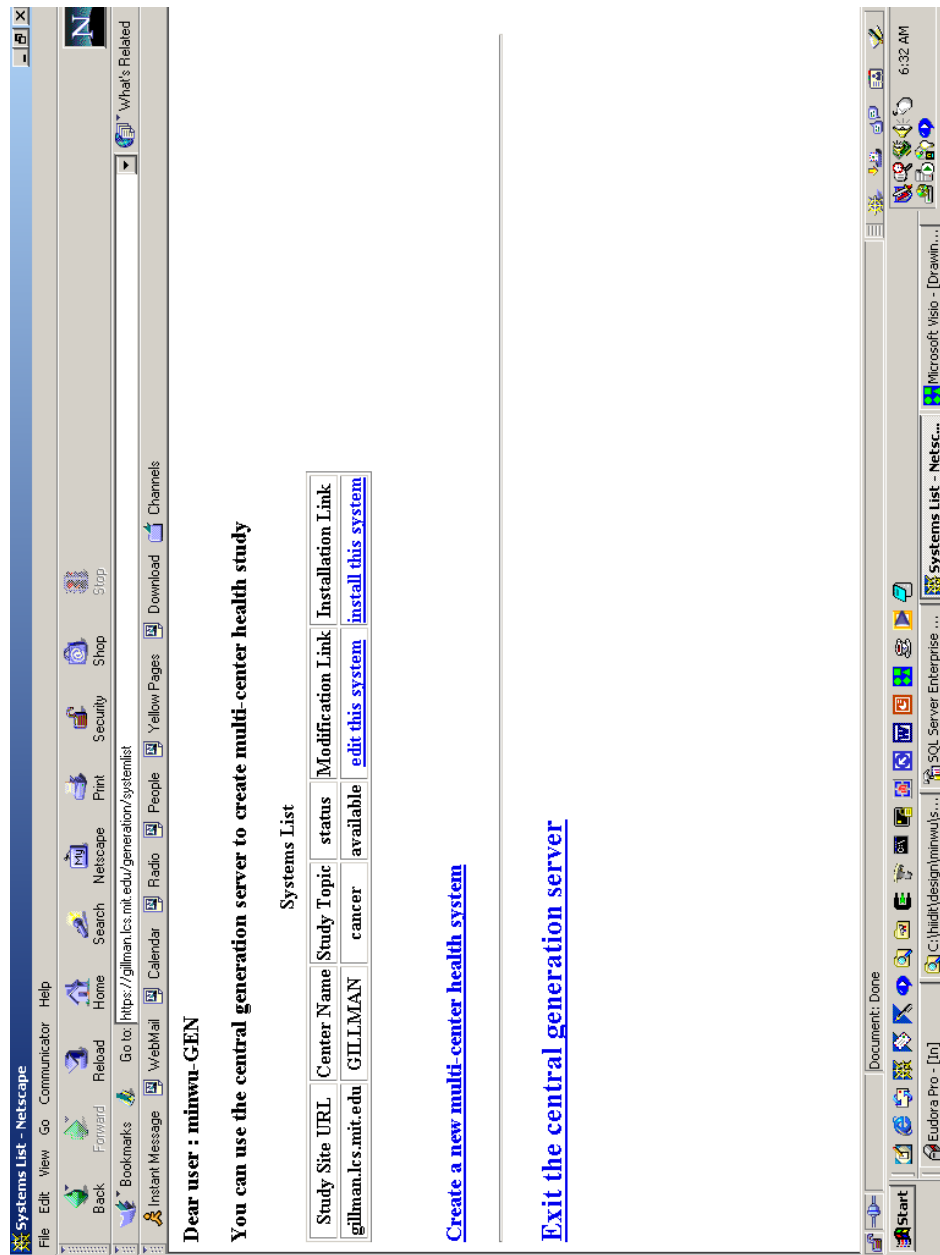 Systems List - Netscape
File Edit View Go Communicator Help
Back Forward Reload Home Search Netscape Print Security Shop Stop
My
N
Bookmarks Go to: https://gillman.lcs.mit.edu/generation/systemlist What's Related
Instant Message WebMail Calendar Radio People Yellow Pages Download Channels
Dear user : minwu-GEN
You can use the central generation server to create multi-center health study
Systems List
Study Site URL Center Name Study Topic status Modification Link Installation Link
gillman.lcs.mit.edu GILLMAN cancer available edit this system install this system
Create a new multi-center health system
Exit the central generation server
Document: Done
Start
6:32 AM
Eudora Pro - [In] C:\hiidit\design\minwu\s... SQL Server Enterprise ... Systems List - Netsc... Microsoft Visio - [Drawin...